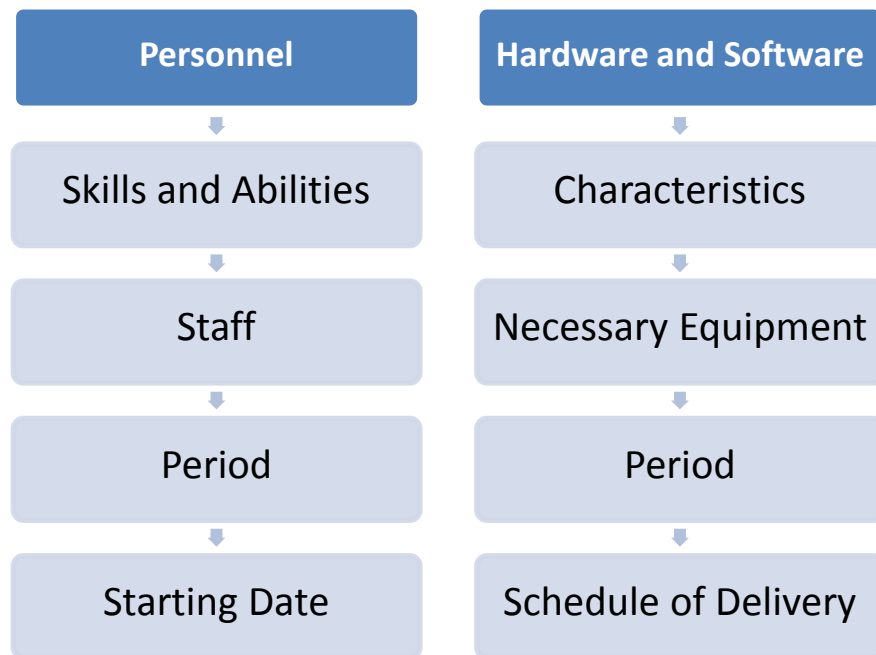 Personnel
Skills and Abilities
Staff
Period
Starting Date
Hardware and Software
Characteristics
Necessary Equipment
Period
Schedule of Delivery